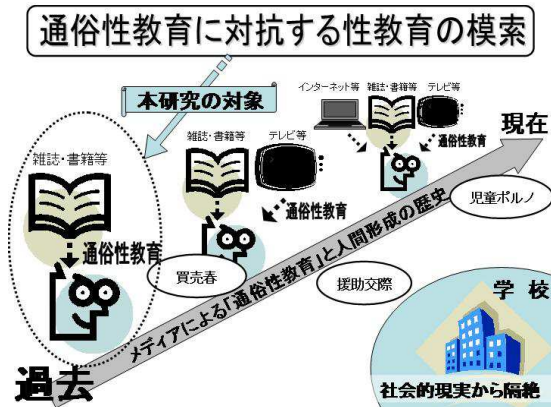 通俗性教育に対抗する性教育の模索
本研究の対象
インターネット等 雑誌・書籍等 テレビ等
現在
雑誌・書籍等 テレビ等
通俗性教育
児童ポルノ
雑誌・書籍等
通俗性教育
通俗性教育
買売春
メディアによる「通俗性教育」と人間形成の歴史
援助交際
学校
過去
社会的現実から隔絶